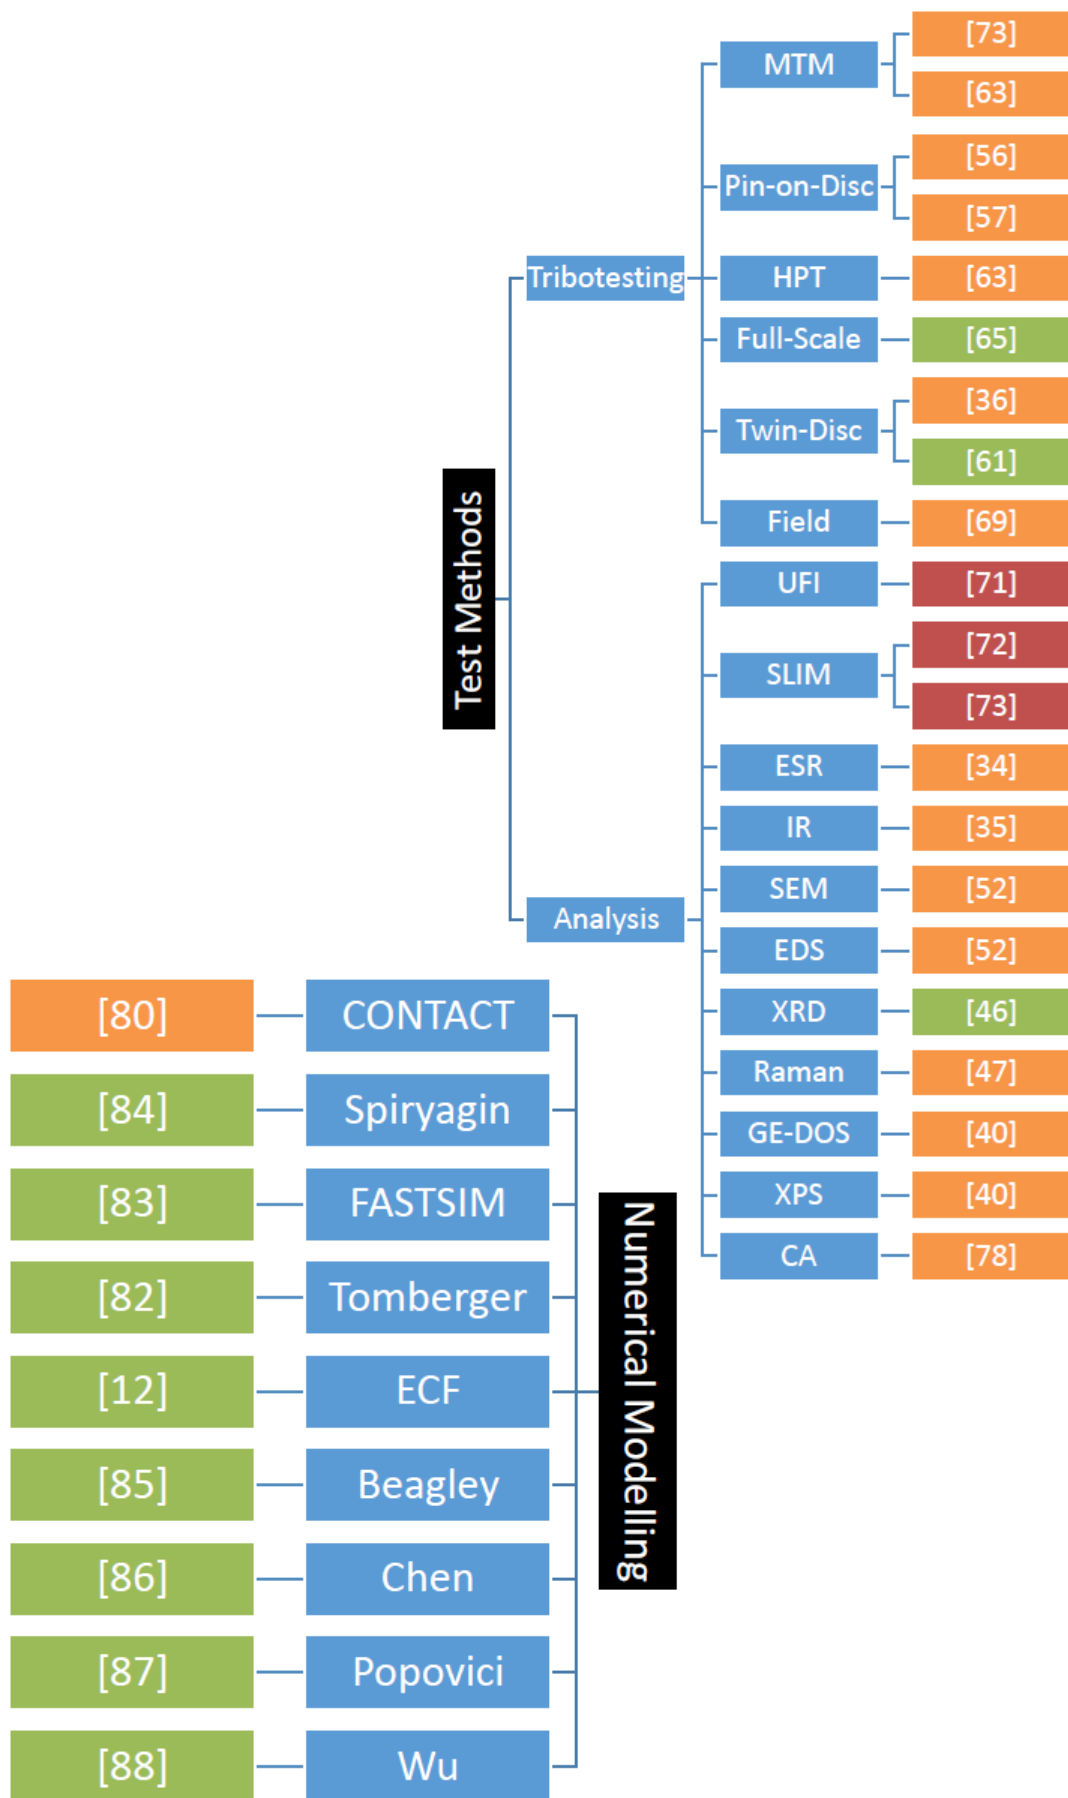 Test Methods
Tribotesting
MTM
[73]
[63]
Pin-on-Disc
[56]
[57]
HPT
[63]
Full-Scale
[65]
Twin-Disc
[36]
[61]
Field
[69]
Analysis
UFI
[71]
SLIM
[72]
[73]
ESR
[34]
IR
[35]
SEM
[52]
EDS
[52]
XRD
[46]
Raman
[47]
GE-DOS
[40]
XPS
[40]
CA
[78]
Numerical Modelling
CONTACT
[80]
Spiryagin
[84]
FASTSIM
[83]
Tomberger
[82]
ECF
[12]
Beagley
[85]
Chen
[86]
Popovici
[87]
Wu
[88]